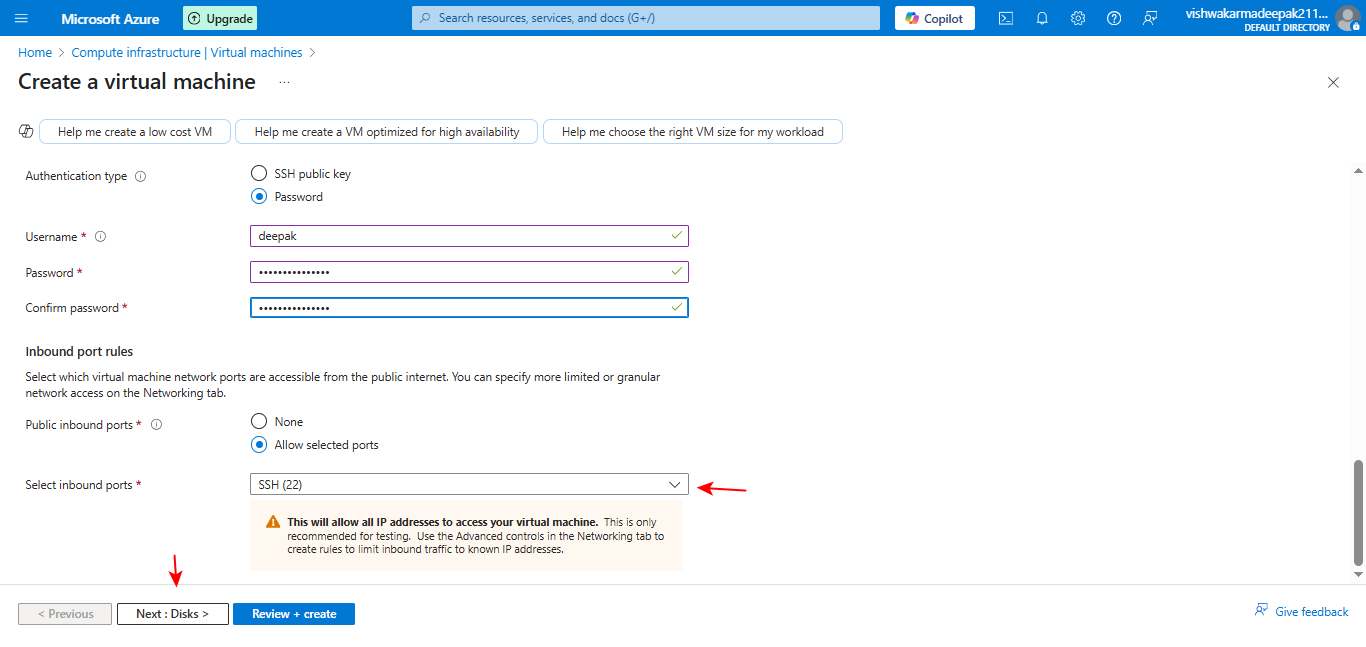 Microsoft Azure
Upgrade
Search resources, services, and docs (G+/)
Copilot
vishwakarmadeepak211...
DEFAULT DIRECTORY
Home > Compute infrastructure | Virtual machines >
Create a virtual machine ...
Help me create a low cost VM
Help me create a VM optimized for high availability
Help me choose the right VM size for my workload
Authentication type
SSH public key
Password
Username *
deepak
Password *
•••••••••••••••
Confirm password *
•••••••••••••••
Inbound port rules
Select which virtual machine network ports are accessible from the public internet. You can specify more limited or granular
network access on the Networking tab.
Public inbound ports *
None
Allow selected ports
Select inbound ports *
SSH (22)
This will allow all IP addresses to access your virtual machine. This is only
recommended for testing. Use the Advanced controls in the Networking tab to
create rules to limit inbound traffic to known IP addresses.
< Previous
Next : Disks >
Review + create
Give feedback